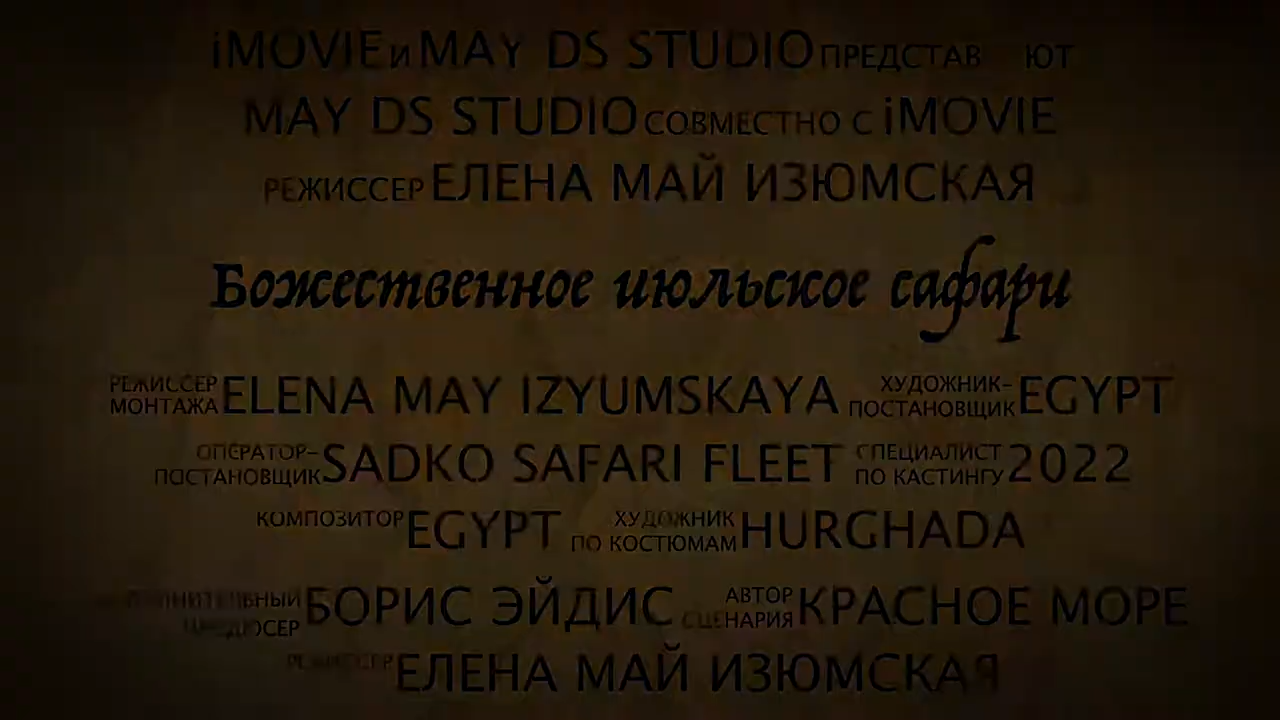 iMOVIE и MAY DS STUDIO ПРЕДСТАВ ЮТ
MAY DS STUDIO СОВМЕСТНО С iMOVIE
РЕЖИССЕР ЕЛЕНА МАЙ ИЗЮМСКАЯ
Божественное июльское сафари
РЕЖИССЕР МОНТАЖА ELENA MAY IZYUMSKAYA ХУДОЖНИК-ПОСТАНОВЩИК EGYPT
ОПЕРАТОР-ПОСТАНОВЩИК SADKO SAFARI FLEET СПЕЦИАЛИСТ ПО КАСТИНГУ 2022
КОМПОЗИТОР EGYPT ХУДОЖНИК ПО КОСТЮМАМ HURGHADA
БОРИС ЭЙДИС АВТОР СЦЕНАРИЯ КРАСНОЕ МОРЕ
РЕЖИССЕР ЕЛЕНА МАЙ ИЗЮМСКАЯ